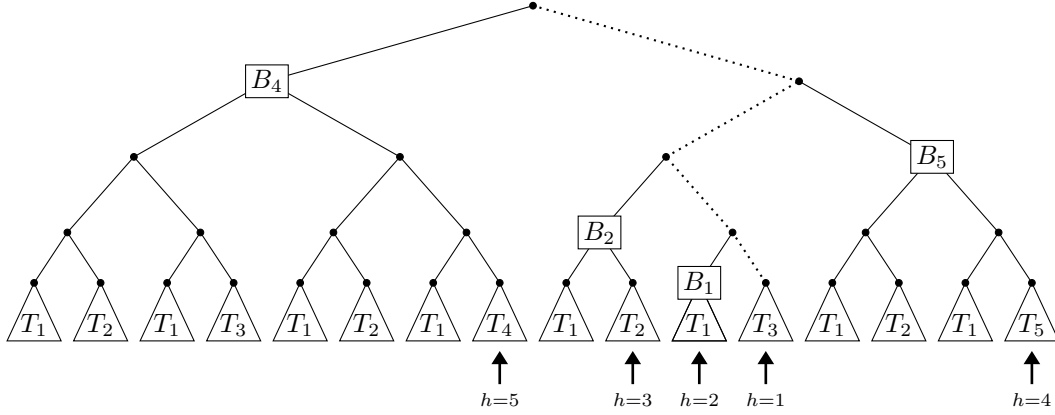 B₄
B₅
B₂
B₁
T₁ T₂ T₁ T₃ T₁ T₂ T₁ T₄ T₁ T₂ T₁ T₃ T₁ T₂ T₁ T₅
h=5 h=3 h=2 h=1 h=4